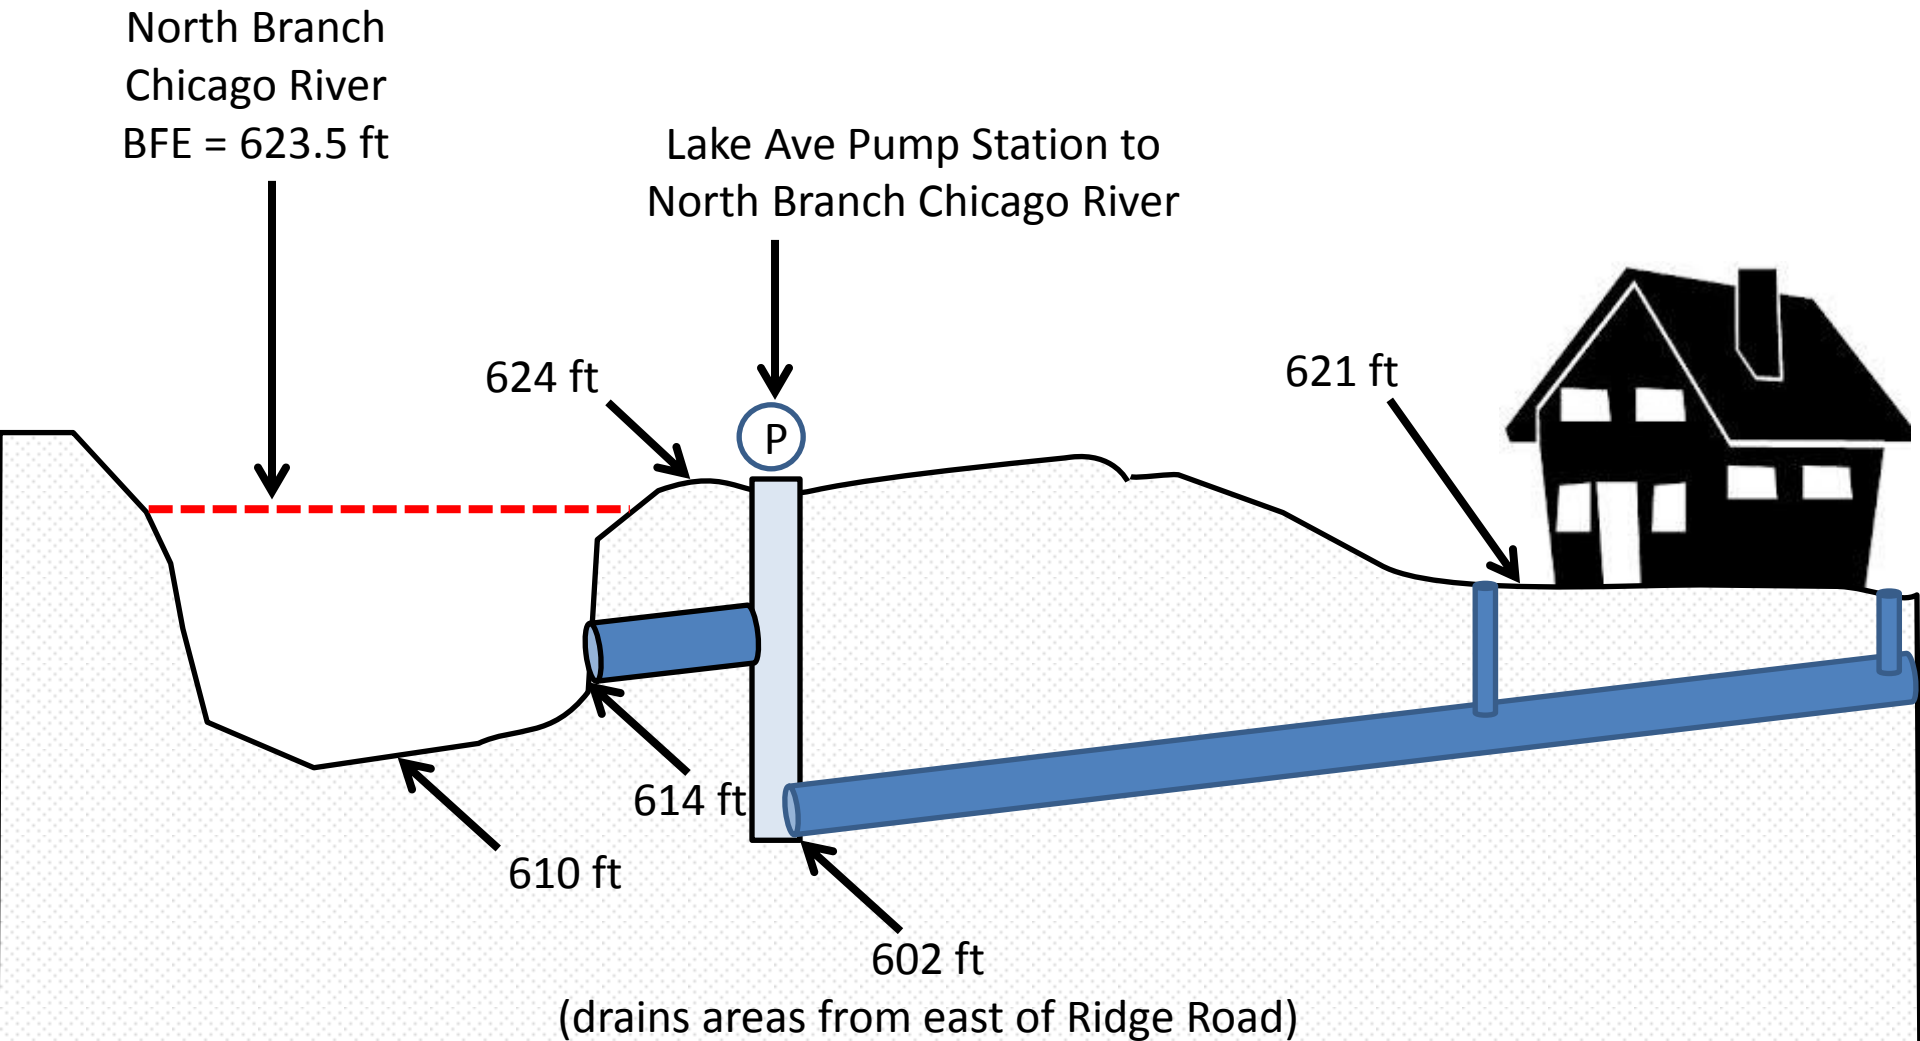 North Branch
Chicago River
BFE = 623.5 ft
Lake Ave Pump Station to
North Branch Chicago River
624 ft
621 ft
P
614 ft
610 ft
602 ft
(drains areas from east of Ridge Road)